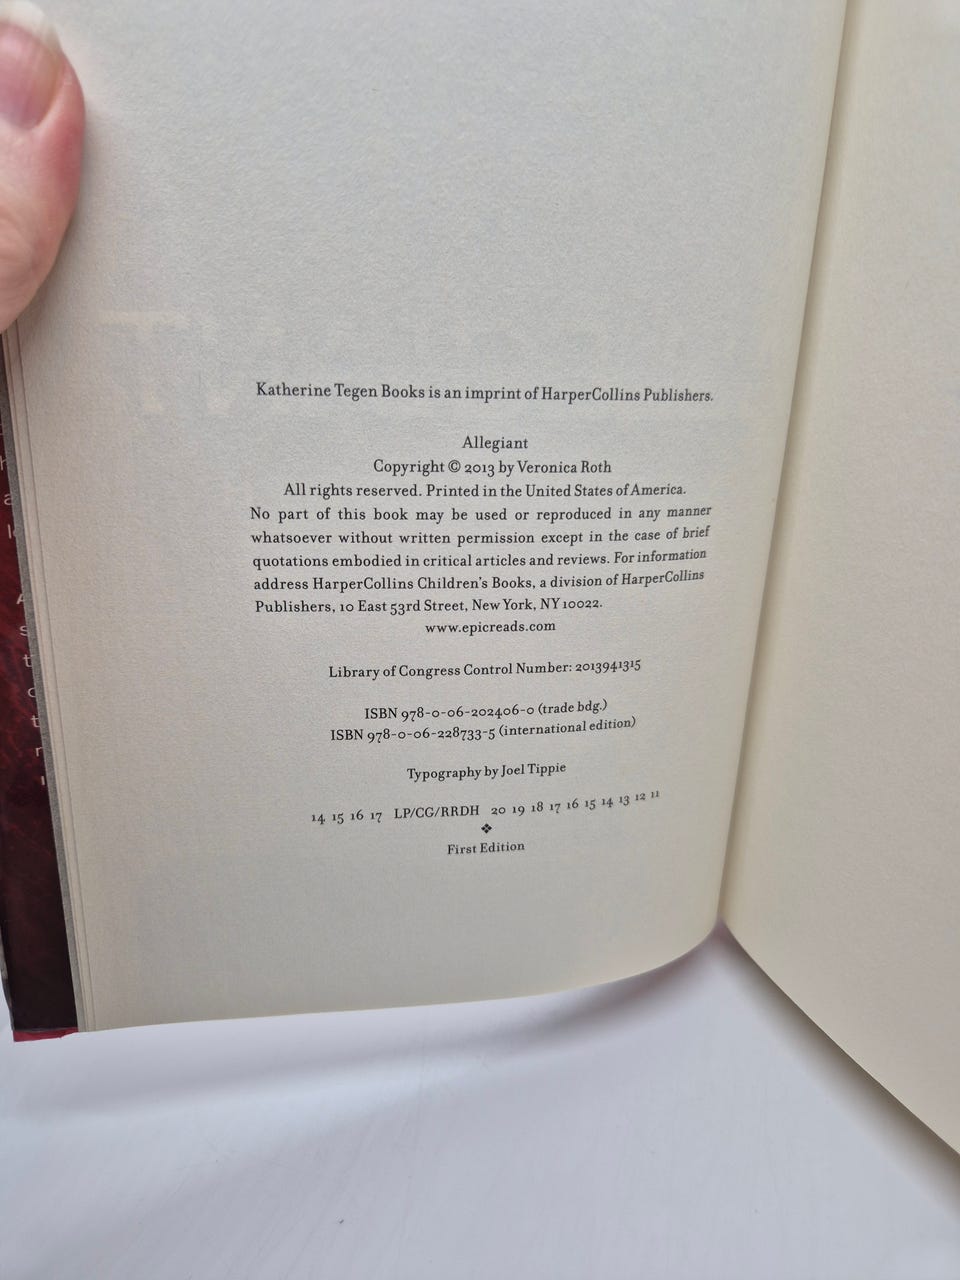 Katherine Tegen Books is an imprint of HarperCollins Publishers.
Allegiant
Copyright © 2013 by Veronica Roth
All rights reserved. Printed in the United States of America.
No part of this book may be used or reproduced in any manner
whatsoever without written permission except in the case of brief
quotations embodied in critical articles and reviews. For information
address HarperCollins Children's Books, a division of HarperCollins
Publishers, 10 East 53rd Street, New York, NY 10022.
www.epicreads.com
Library of Congress Control Number: 2013941315
ISBN 978-0-06-202406-0 (trade bdg.)
ISBN 978-0-06-228733-5 (international edition)
Typography by Joel Tippie
14 15 16 17 LP/CG/RRDH 20 19 18 17 16 15 14 13 12 11
❖
First Edition